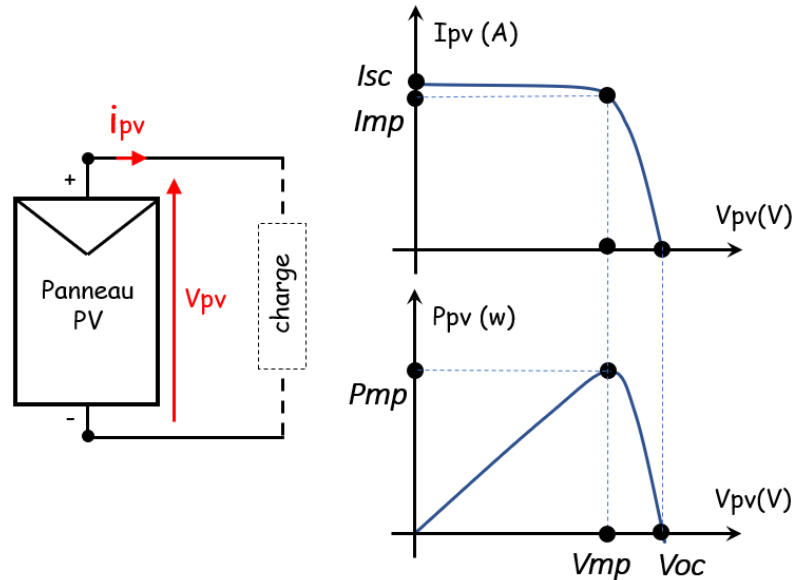 ipv
+
Panneau
PV
Vpv
charge
-
Ipv (A)
Isc
Imp
Vpv(V)
Ppv (w)
Pmp
Vpv(V)
Vmp
Voc